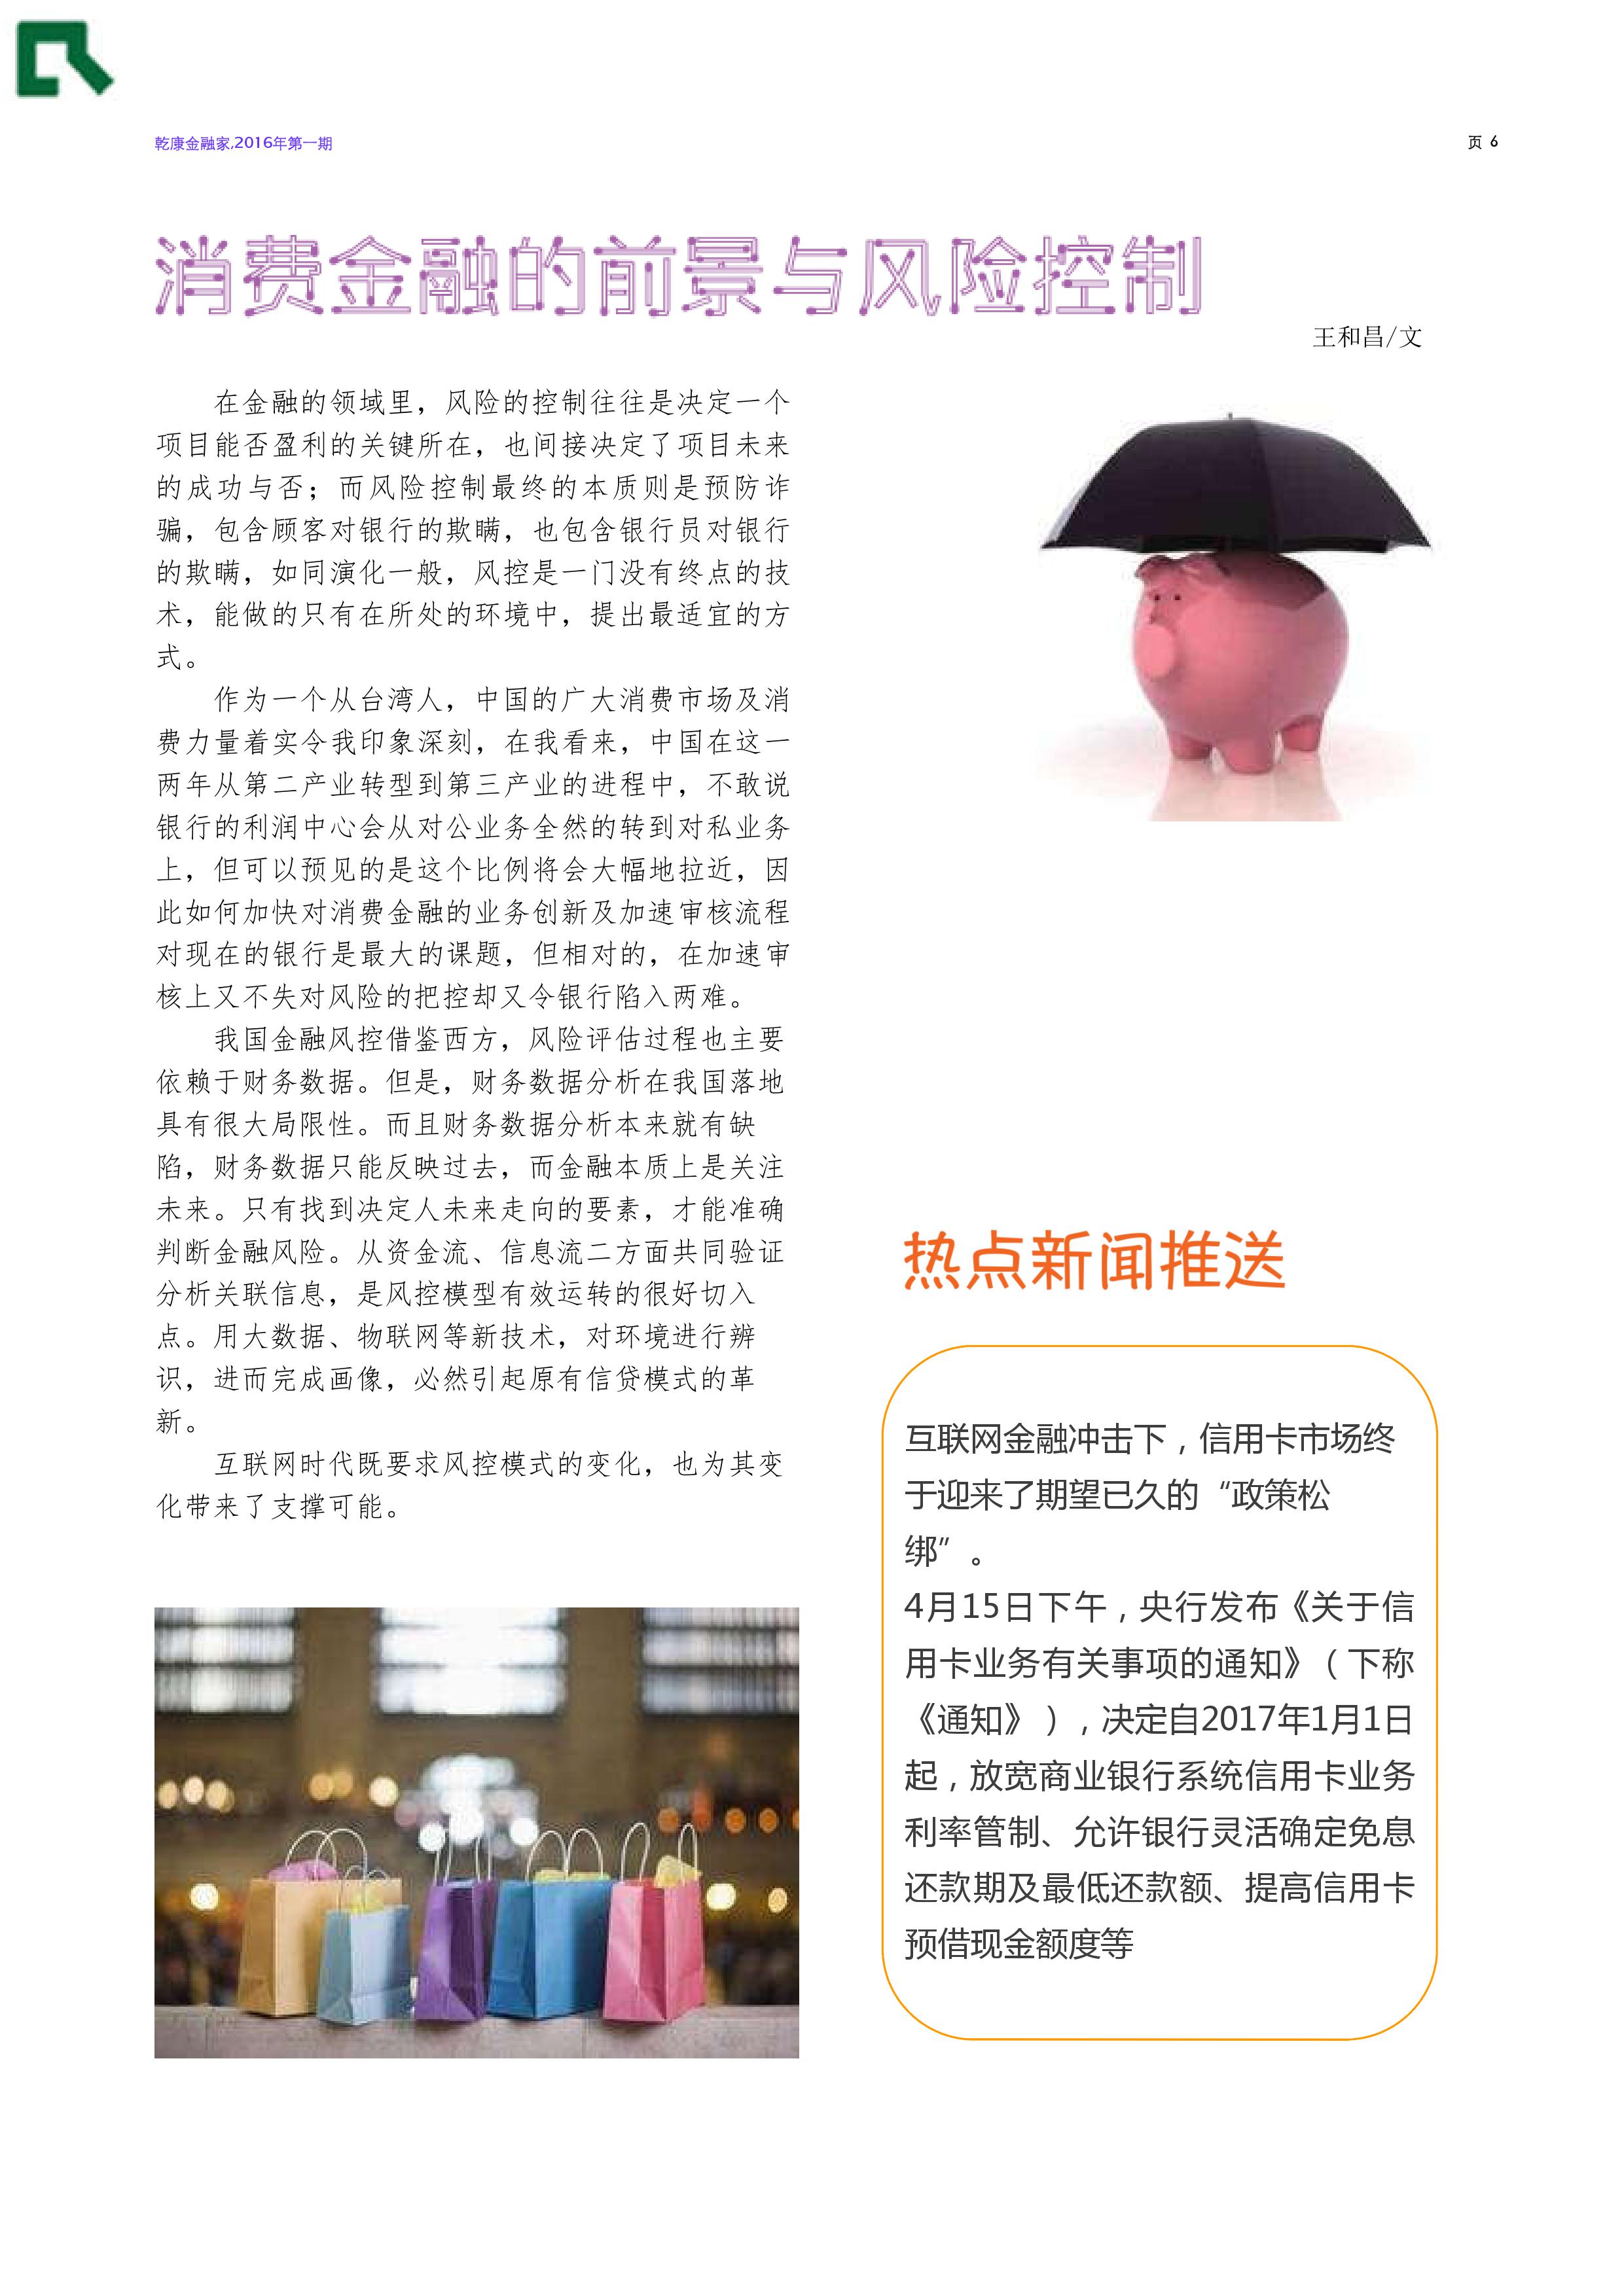 乾康金融家,2016年第一期
页 6
消费金融的前景与风险控制
王和昌/文
在金融的领域里，风险的控制往往是决定一个
项目能否盈利的关键所在，也间接决定了项目未来
的成功与否；而风险控制最终的本质则是预防诈
骗，包含顾客对银行的欺瞒，也包含银行员对银行
的欺瞒，如同演化一般，风控是一门没有终点的技
术，能做的只有在所处的环境中，提出最适宜的方
式。
作为一个从台湾人，中国的广大消费市场及消
费力量着实令我印象深刻，在我看来，中国在这一
两年从第二产业转型到第三产业的进程中，不敢说
银行的利润中心会从对公业务全然的转到对私业务
上，但可以预见的是这个比例将会大幅地拉近，因
此如何加快对消费金融的业务创新及加速审核流程
对现在的银行是最大的课题，但相对的，在加速审
核上又不失对风险的把控却又令银行陷入两难。
我国金融风控借鉴西方，风险评估过程也主要
依赖于财务数据。但是，财务数据分析在我国落地
具有很大局限性。而且财务数据分析本来就有缺
陷，财务数据只能反映过去，而金融本质上是关注
未来。只有找到决定人未来走向的要素，才能准确
判断金融风险。从资金流、信息流二方面共同验证
分析关联信息，是风控模型有效运转的很好切入
点。用大数据、物联网等新技术，对环境进行辨
识，进而完成画像，必然引起原有信贷模式的革
新。
互联网时代既要求风控模式的变化，也为其变
化带来了支撑可能。
热点新闻推送
互联网金融冲击下，信用卡市场终
于迎来了期望已久的“政策松
绑”。
4月15日下午，央行发布《关于信
用卡业务有关事项的通知》（下称
《通知》），决定自2017年1月1日
起，放宽商业银行系统信用卡业务
利率管制、允许银行灵活确定免息
还款期及最低还款额、提高信用卡
预借现金额度等